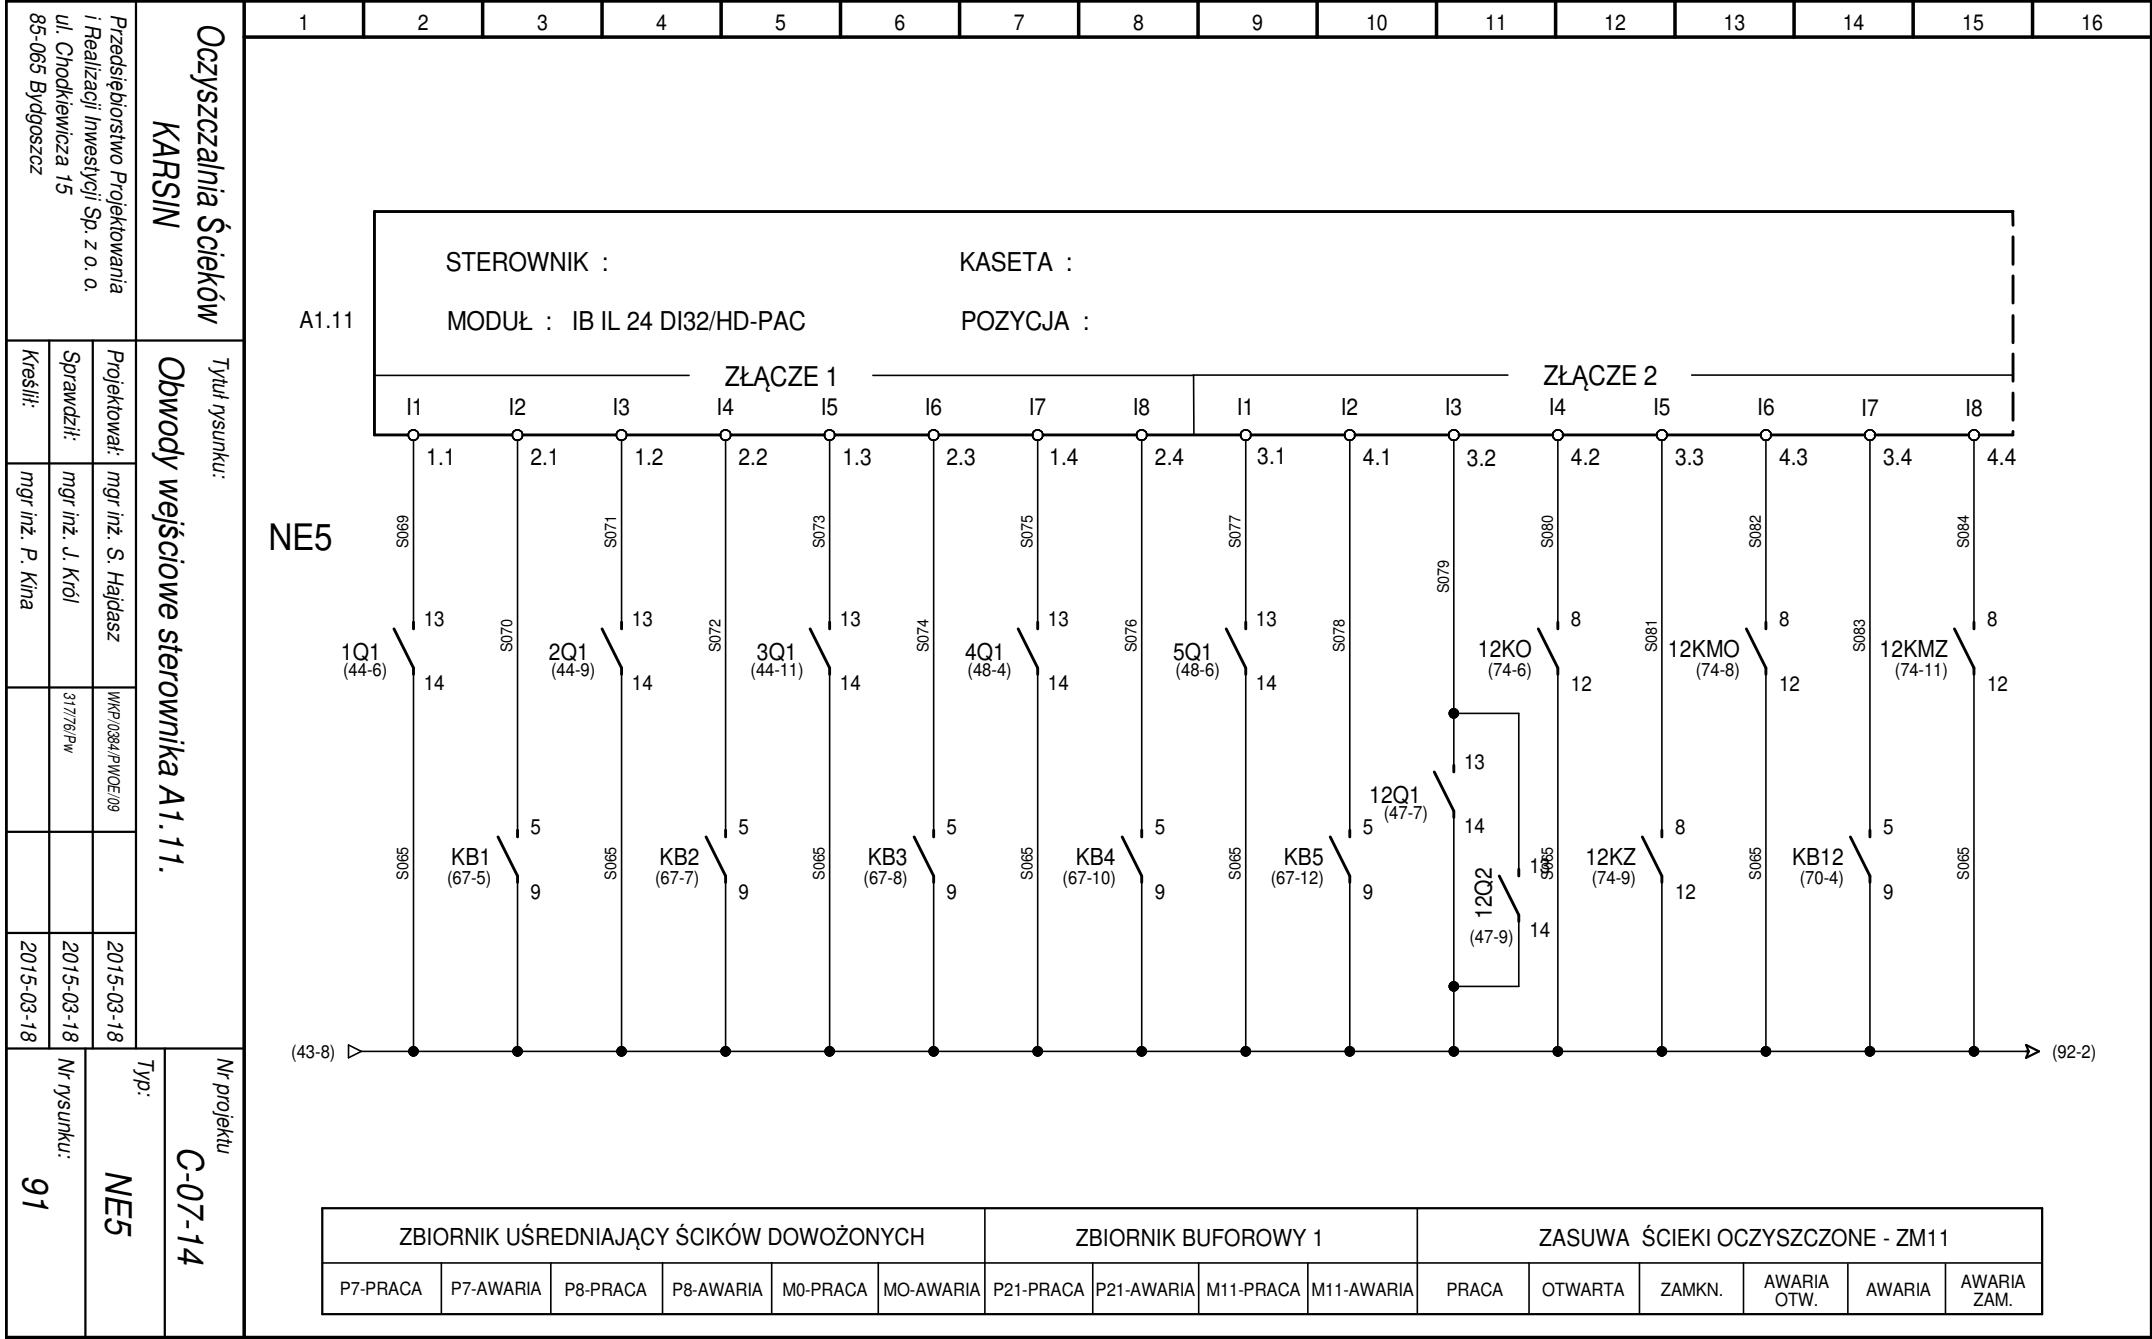 1 2 3 4 5 6 7 8 9 10 11 12 13 14 15 16
Oczyszczalnia Ścieków
KARSIN
Przedsiębiorstwo Projektowania
i Realizacji Inwestycji Sp. z o. o.
ul. Chodkiewicza 15
85-065 Bydgoszcz
Tytuł rysunku:
Obwody wejściowe sterownika A1.11.
Projektował: mgr inż. S. Hajdasz WKP/0384/PWOE/09 2015-03-18
Sprawdził: mgr inż. J. Król 317/76/Pw 2015-03-18
Kreślił: mgr inż. P. Kina 2015-03-18
Nr projektu
C-07-14
Typ:
NE5
Nr rysunku:
91
STEROWNIK : KASETA :
A1.11
MODUŁ : IB IL 24 DI32/HD-PAC POZYCJA :
ZŁĄCZE 1 ZŁĄCZE 2
I1 I2 I3 I4 I5 I6 I7 I8 I1 I2 I3 I4 I5 I6 I7 I8
1.1 2.1 1.2 2.2 1.3 2.3 1.4 2.4 3.1 4.1 3.2 4.2 3.3 4.3 3.4 4.4
NE5
S069 S071 S073 S075 S077 S080 S082 S084
S079
S070 S072 S074 S076 S078 S081 S083
13 13 13 13 13 8 8 8
1Q1 2Q1 3Q1 4Q1 5Q1 12KO 12KMO 12KMZ
(44-6) (44-9) (44-11) (48-4) (48-6) (74-6) (74-8) (74-11)
14 14 14 14 14 12 12 12
13
12Q1
(47-7)
14
5 5 5 5 5 8 5
KB1 KB2 KB3 KB4 KB5 12KZ KB12
(67-5) (67-7) (67-8) (67-10) (67-12) (74-9) (70-4)
9 9 9 9 9 12 9
S065 S065 S065 S065 S065 S065 S065 S065
13
12Q2
(47-9)
14
(43-8) (92-2)
ZBIORNIK UŚREDNIAJĄCY ŚCIKÓW DOWOŻONYCH ZBIORNIK BUFOROWY 1 ZASUWA ŚCIEKI OCZYSZCZONE - ZM11
P7-PRACA P7-AWARIA P8-PRACA P8-AWARIA M0-PRACA MO-AWARIA P21-PRACA P21-AWARIA M11-PRACA M11-AWARIA PRACA OTWARTA ZAMKN. AWARIA OTW. AWARIA AWARIA ZAM.